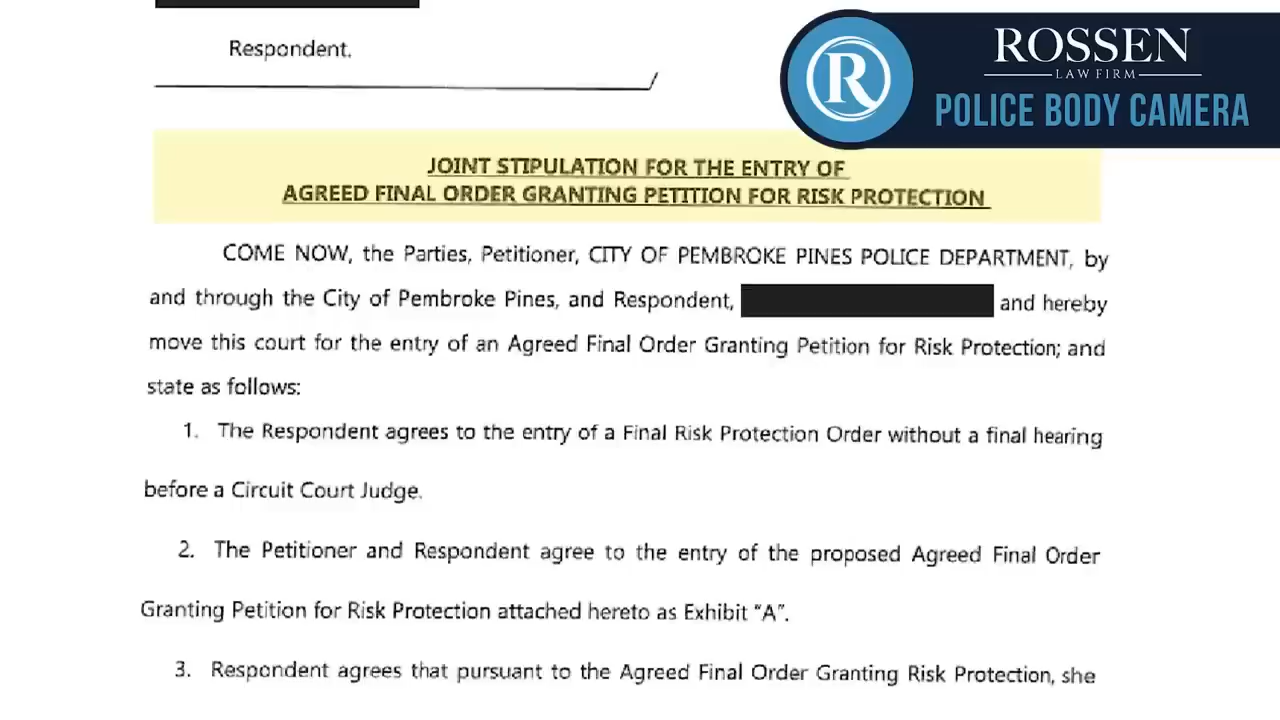 ROSSEN
LAW FIRM
POLICE BODY CAMERA
R
Respondent.
JOINT STIPULATION FOR THE ENTRY OF
AGREED FINAL ORDER GRANTING PETITION FOR RISK PROTECTION
COME NOW, the Parties, Petitioner, CITY OF PEMBROKE PINES POLICE DEPARTMENT, by
and through the City of Pembroke Pines, and Respondent, and hereby
move this court for the entry of an Agreed Final Order Granting Petition for Risk Protection; and
state as follows:
1. The Respondent agrees to the entry of a Final Risk Protection Order without a final hearing
before a Circuit Court Judge.
2. The Petitioner and Respondent agree to the entry of the proposed Agreed Final Order
Granting Petition for Risk Protection attached hereto as Exhibit “A”.
3. Respondent agrees that pursuant to the Agreed Final Order Granting Risk Protection, she